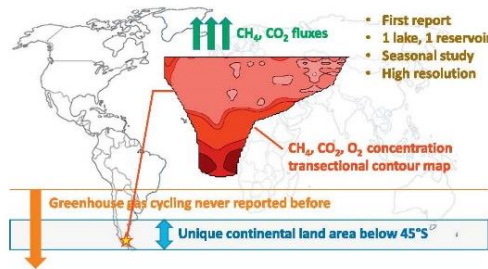 CH₄, CO₂ fluxes
• First report
• 1 lake, 1 reservoir
• Seasonal study
• High resolution
CH₄, CO₂, O₂ concentration
transectional contour map
Greenhouse gas cycling never reported before
Unique continental land area below 45°S